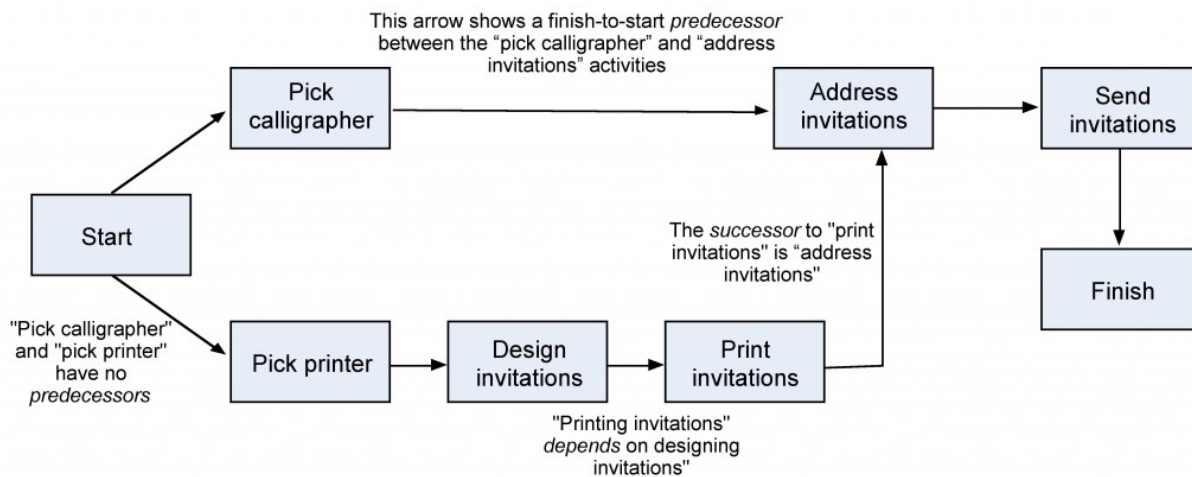 This arrow shows a finish-to-start predecessor
between the “pick calligrapher” and “address
invitations” activities
Pick
calligrapher
Address
invitations
Send
invitations
Start
The successor to "print
invitations" is “address
invitations"
Finish
"Pick calligrapher"
and "pick printer"
have no
predecessors
Pick printer
Design
invitations
Print
invitations
"Printing invitations"
depends on designing
invitations"